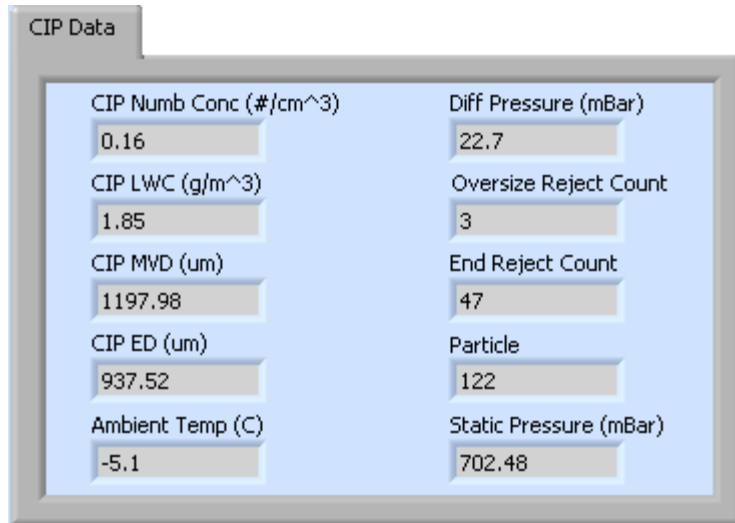 CIP Data
CIP Numb Conc (#/cm^3)
0.16
CIP LWC (g/m^3)
1.85
CIP MVD (um)
1197.98
CIP ED (um)
937.52
Ambient Temp (C)
-5.1
Diff Pressure (mBar)
22.7
Oversize Reject Count
3
End Reject Count
47
Particle
122
Static Pressure (mBar)
702.48